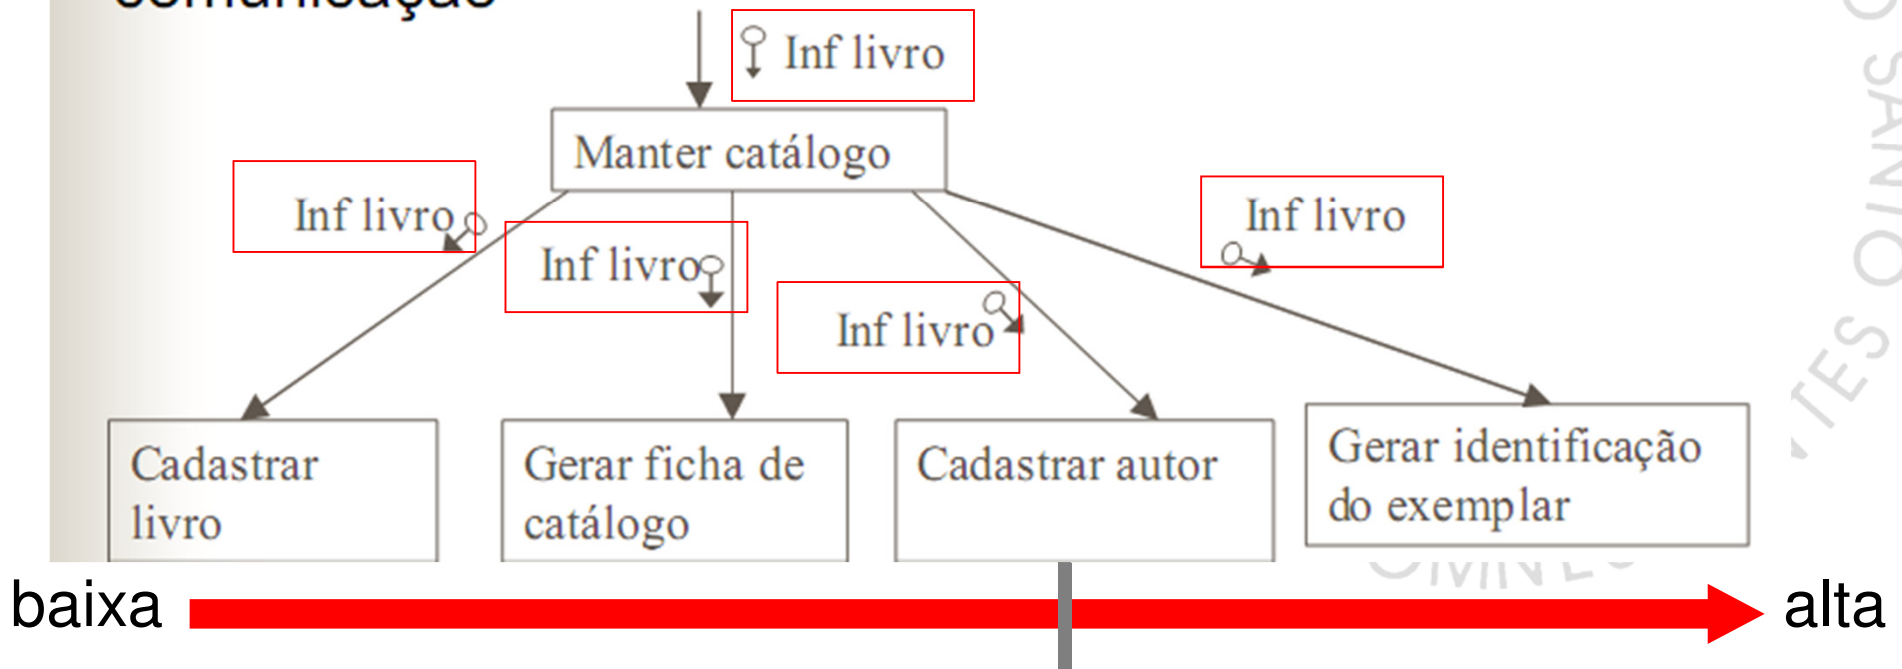 comunicação
Inf livro
Manter catálogo
Inf livro
Inf livro
Inf livro
Inf livro
Cadastrar
livro
Gerar ficha de
catálogo
Cadastrar autor
Gerar identificação
do exemplar
baixa
alta